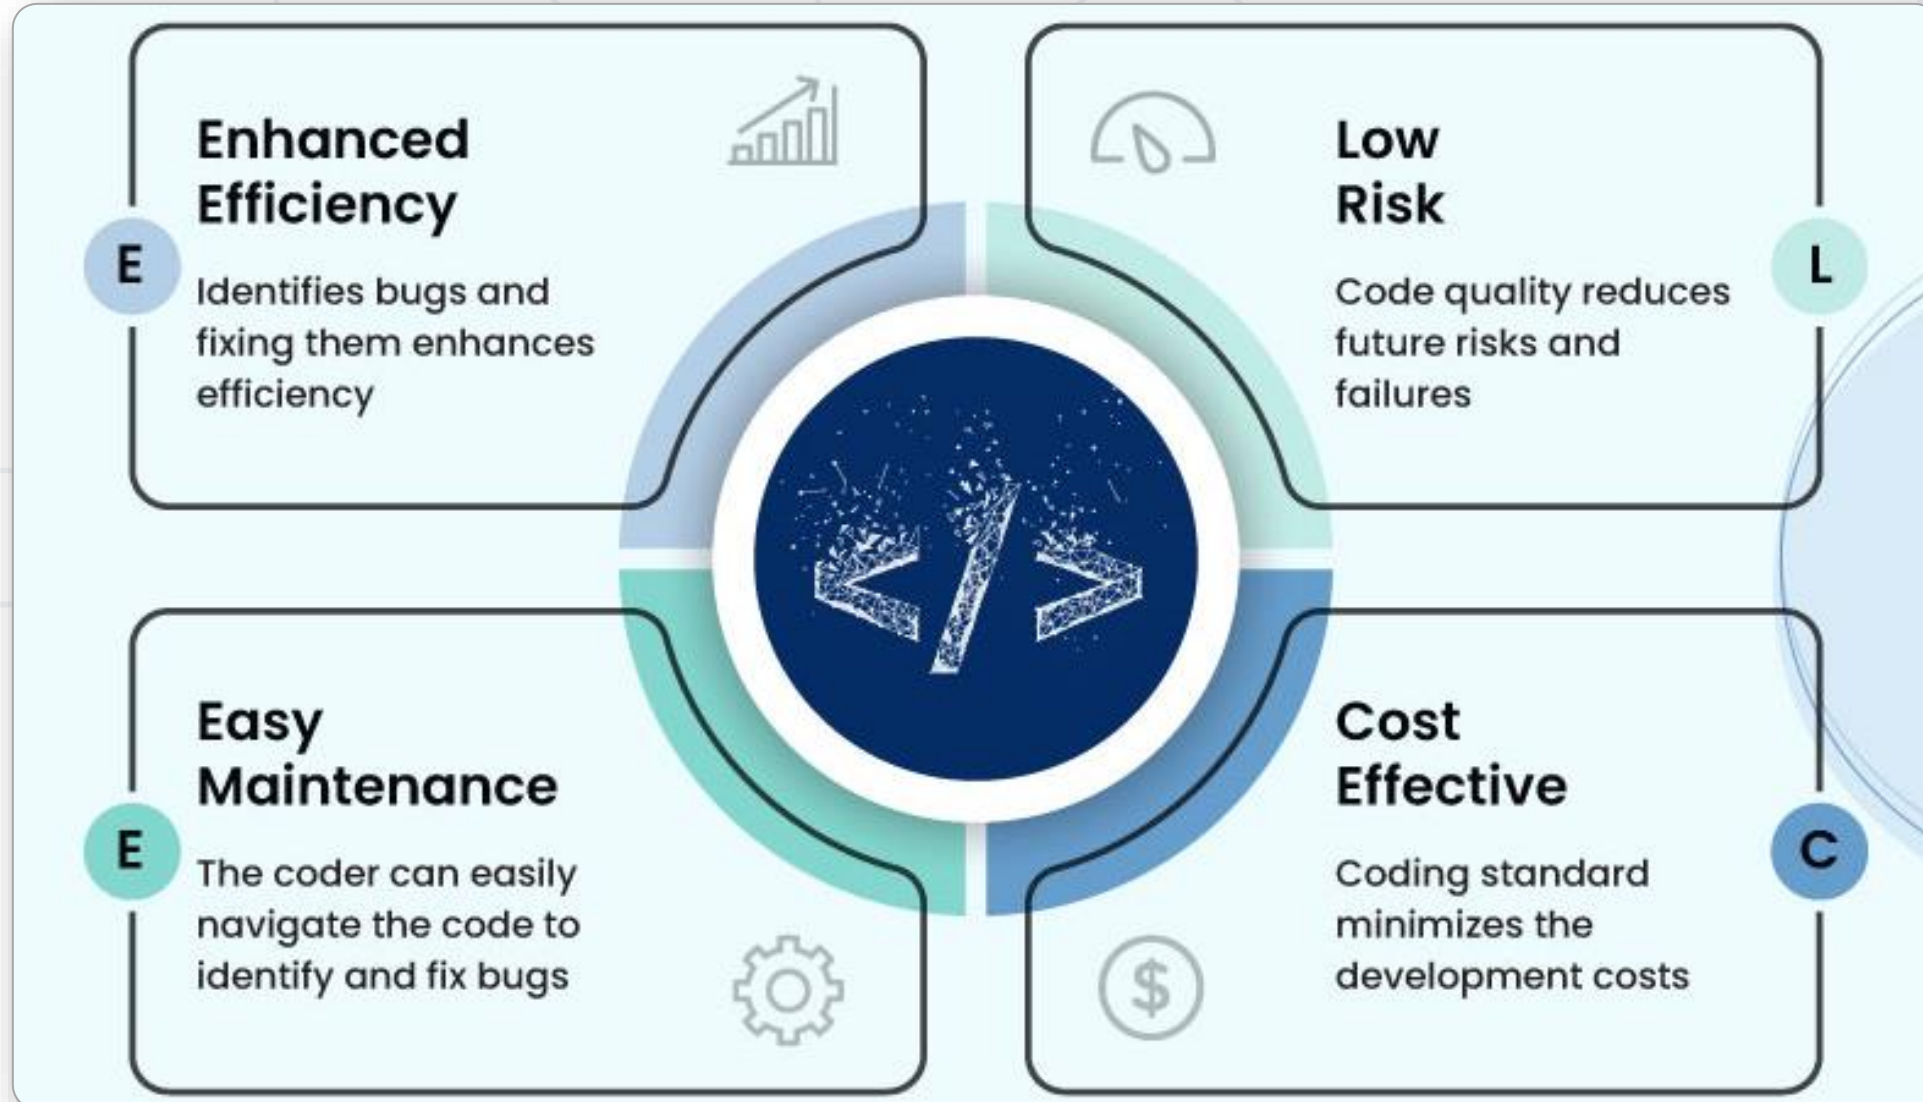 Enhanced
Efficiency
E
Identifies bugs and
fixing them enhances
efficiency
Low
Risk
L
Code quality reduces
future risks and
failures
</>
Easy
Maintenance
E
The coder can easily
navigate the code to
identify and fix bugs
Cost
Effective
C
Coding standard
minimizes the
development costs
$